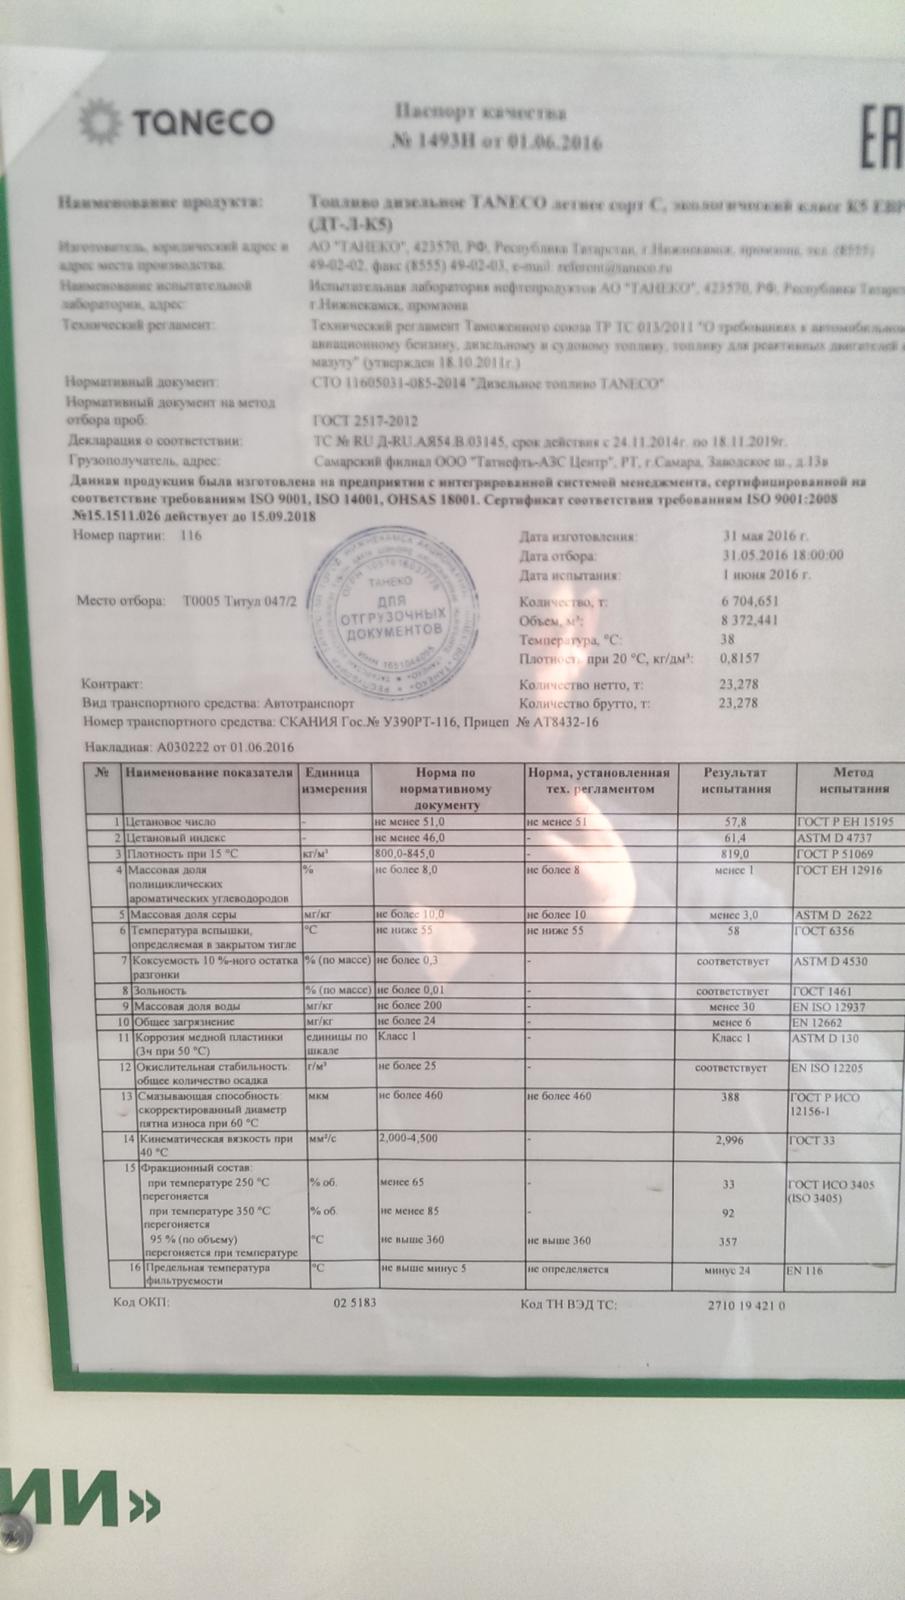 TANECO
Паспорт качества
№ 1493Н от 01.06.2016
EA
Наименование продукта: Топливо дизельное TANECO летнее сорт С, экологический класс К5 ЕВР
(ДТ-Л-К5)
Изготовитель, юридический адрес и адрес места производства: АО "ТАНЕКО", 423570, РФ, Республика Татарстан, г.Нижнекамск, промзона, тел. (8555)
49-02-02, факс (8555) 49-02-03, e-mail: referent@taneco.ru
Наименование испытательной лаборатории, адрес: Испытательная лаборатория нефтепродуктов АО "ТАНЕКО", 423570, РФ, Республика Татарст
г.Нижнекамск, промзона
Технический регламент: Технический регламент Таможенного союза ТР ТС 013/2011 "О требованиях к автомобильном
авиационному бензину, дизельному и судовому топливу, топливу для реактивных двигателей
мазуту" (утвержден 18.10.2011г.)
Нормативный документ: СТО 11605031-085-2014 "Дизельное топливо TANECO"
Нормативный документ на метод
отбора проб: ГОСТ 2517-2012
Декларация о соответствии: ТС № RU Д-RU.АЯ54.В.03145, срок действия с 24.11.2014г. по 18.11.2019г.
Грузополучатель, адрес: Самарский филиал ООО "Татнефть-АЗС Центр", РТ, г.Самара, Заводское ш., д.13в
Данная продукция была изготовлена на предприятии с интегрированной системой менеджмента, сертифицированной на
соответствие требованиям ISO 9001, ISO 14001, OHSAS 18001. Сертификат соответствия требованиям ISO 9001:2008
№15.1511.026 действует до 15.09.2018
Номер партии: 116
Дата изготовления: 31 мая 2016 г.
Дата отбора: 31.05.2016 18:00:00
Дата испытания: 1 июня 2016 г.
Место отбора: Т0005 Титул 047/2
Количество, т: 6 704,651
Объем, м³: 8 372,441
Температура, °С: 38
Плотность при 20 °С, кг/дм³: 0,8157
ТАНЕКО
ДЛЯ
ОТГРУЗОЧНЫХ
ДОКУМЕНТОВ
Контракт:
Количество нетто, т: 23,278
Вид транспортного средства: Автотранспорт
Количество брутто, т: 23,278
Номер транспортного средства: СКАНИЯ Гос.№ У390РТ-116, Прицеп № АТ8432-16
Накладная: А030222 от 01.06.2016
№ Наименование показателя Единица измерения Норма по нормативному документу Норма, установленная тех. регламентом Результат испытания Метод испытания
1 Цетановое число - не менее 51,0 не менее 51 57,8 ГОСТ Р ЕН 15195
2 Цетановый индекс - не менее 46,0 - 61,4 ASTM D 4737
3 Плотность при 15 °С кг/м³ 800,0-845,0 - 819,0 ГОСТ Р 51069
4 Массовая доля % не более 8,0 не более 8 менее 1 ГОСТ ЕН 12916
полициклических
ароматических углеводородов
5 Массовая доля серы мг/кг не более 10,0 не более 10 менее 3,0 ASTM D 2622
6 Температура вспышки, °С не ниже 55 не ниже 55 58 ГОСТ 6356
определяемая в закрытом тигле
7 Коксуемость 10 %-ного остатка % (по массе) не более 0,3 - соответствует ASTM D 4530
разгонки
8 Зольность % (по массе) не более 0,01 - соответствует ГОСТ 1461
9 Массовая доля воды мг/кг не более 200 - менее 30 EN ISO 12937
10 Общее загрязнение мг/кг не более 24 - менее 6 EN 12662
11 Коррозия медной пластинки единицы по Класс 1 - Класс 1 ASTM D 130
(3ч при 50 °С) шкале
12 Окислительная стабильность: г/м³ не более 25 - соответствует EN ISO 12205
общее количество осадка
13 Смазывающая способность: мкм не более 460 не более 460 388 ГОСТ Р ИСО
скорректированный диаметр 12156-1
пятна износа при 60 °С
14 Кинематическая вязкость при мм²/с 2,000-4,500 - 2,996 ГОСТ 33
40 °С
15 Фракционный состав:
при температуре 250 °С % об. менее 65 - 33 ГОСТ ИСО 3405
перегоняется (ISO 3405)
при температуре 350 °С % об. не менее 85 - 92
перегоняется
95 % (по объему) °С не выше 360 не выше 360 357
перегоняется при температуре
16 Предельная температура °С не выше минус 5 не определяется минус 24 EN 116
фильтруемости
Код ОКП: 02 5183 Код ТН ВЭД ТС: 2710 19 421 0
ИИ»